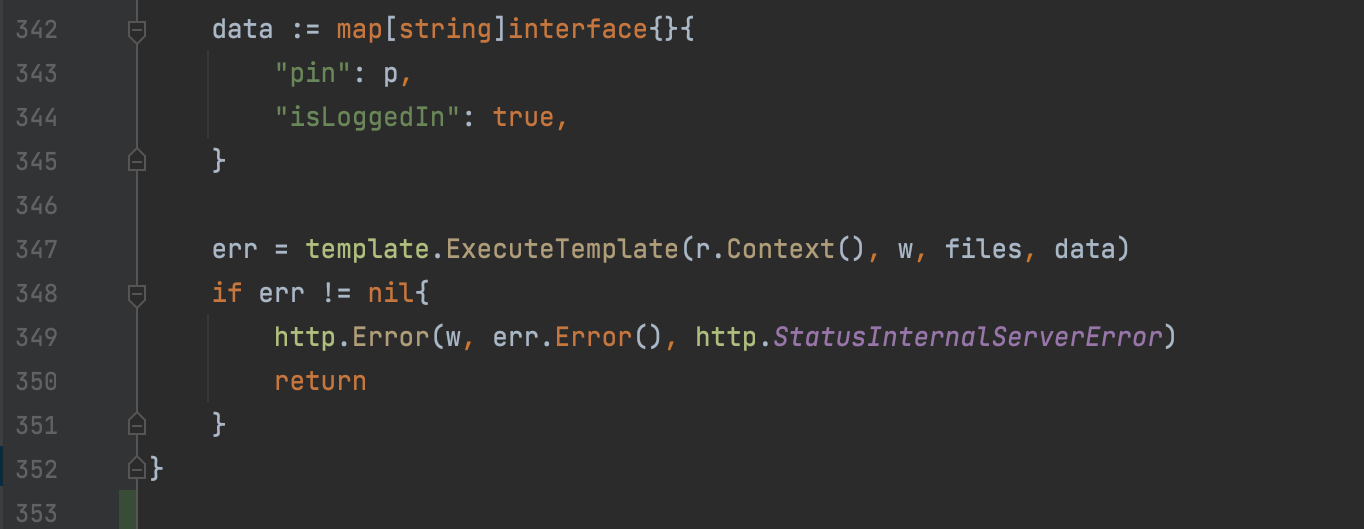 342 data := map[string]interface{}{
343 "pin": p,
344 "isLoggedIn": true,
345 }
346
347 err = template.ExecuteTemplate(r.Context(), w, files, data)
348 if err != nil{
349 http.Error(w, err.Error(), http.StatusInternalServerError)
350 return
351 }
352 }
353